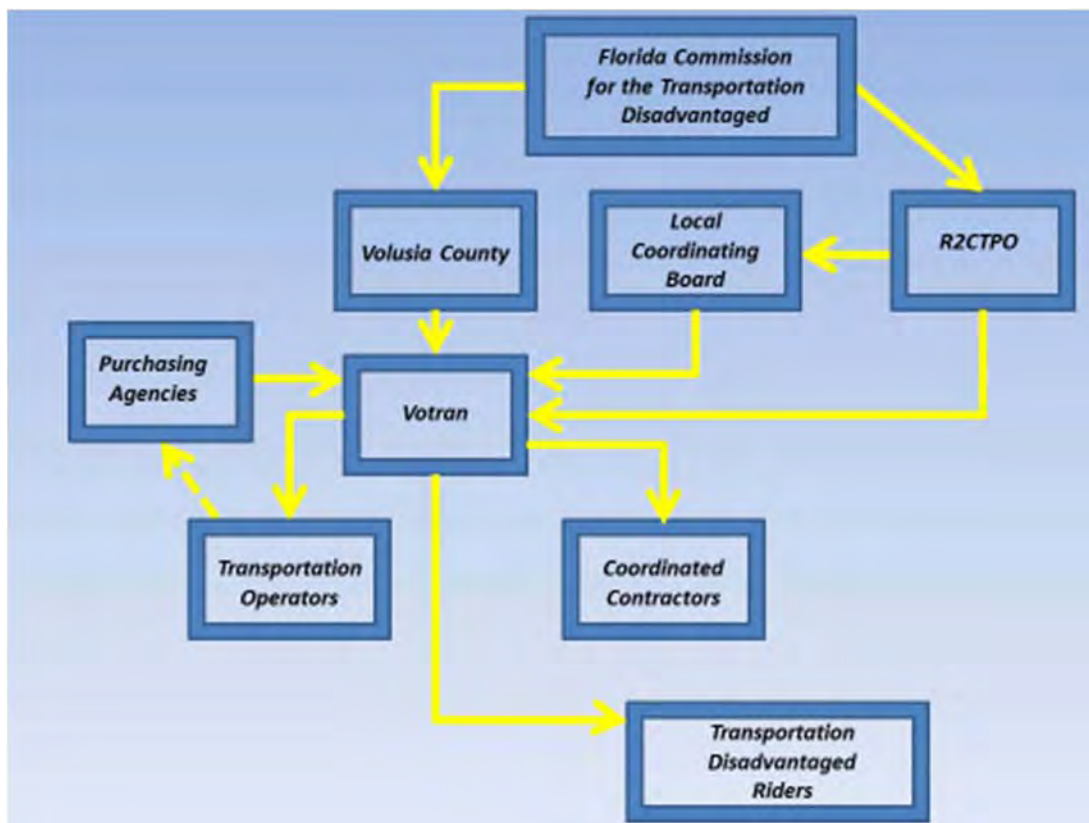 Florida Commission
for the Transportation
Disadvantaged
Volusia County
Local
Coordinating
Board
R2CTPO
Purchasing
Agencies
Votran
Transportation
Operators
Coordinated
Contractors
Transportation
Disadvantaged
Riders